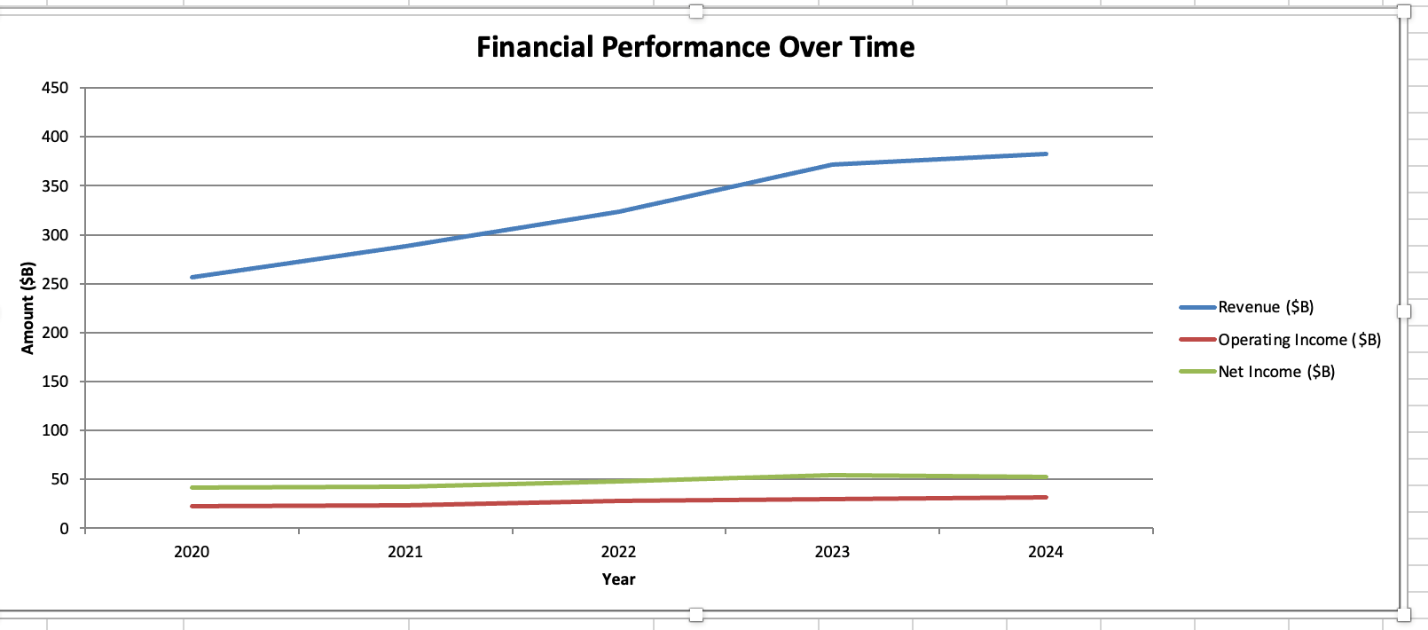 Financial Performance Over Time
450
400
350
300
250
200
150
100
50
0
Amount ($B)
2020 2021 2022 2023 2024
Year
Revenue ($B)
Operating Income ($B)
Net Income ($B)